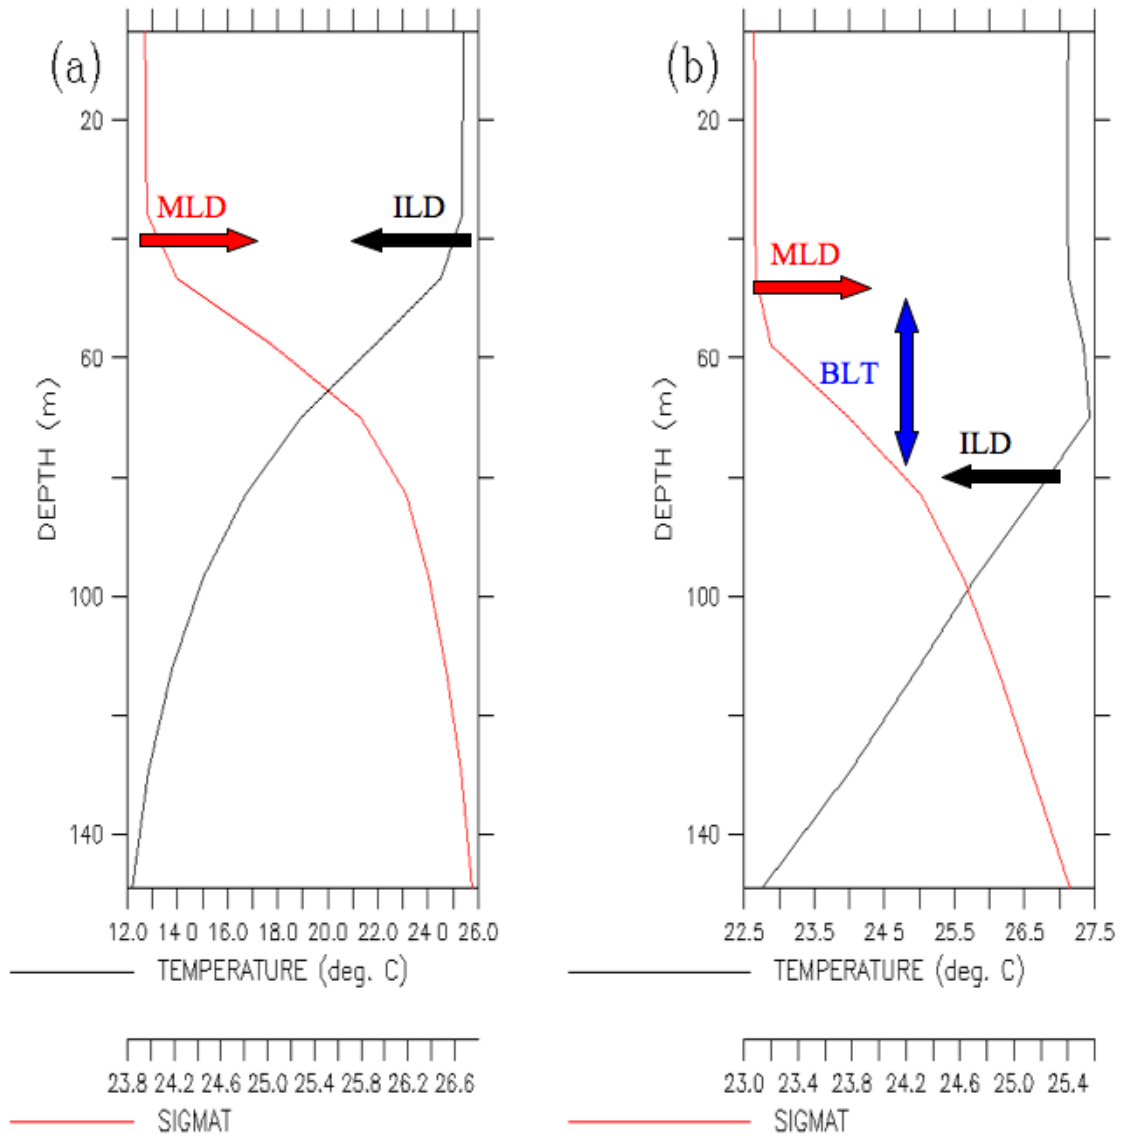 (a)
20
60
100
140
DEPTH (m)
MLD
ILD
12.0 14 0 16.0 18.0 20.0 22.0 24 0 26.0
TEMPERATURE (deg. C)
23.8 24.2 24.6 25.0 25.4 25.8 26.2 26.6
SIGMAT
(b)
20
60
100
140
DEPTH (m)
MLD
BLT
ILD
22.5 23.5 24 5 25.5 26.5 27.5
TEMPERATURE (deg. C)
23.0 23.4 23.8 24.2 24.6 25.0 25.4
SIGMAT